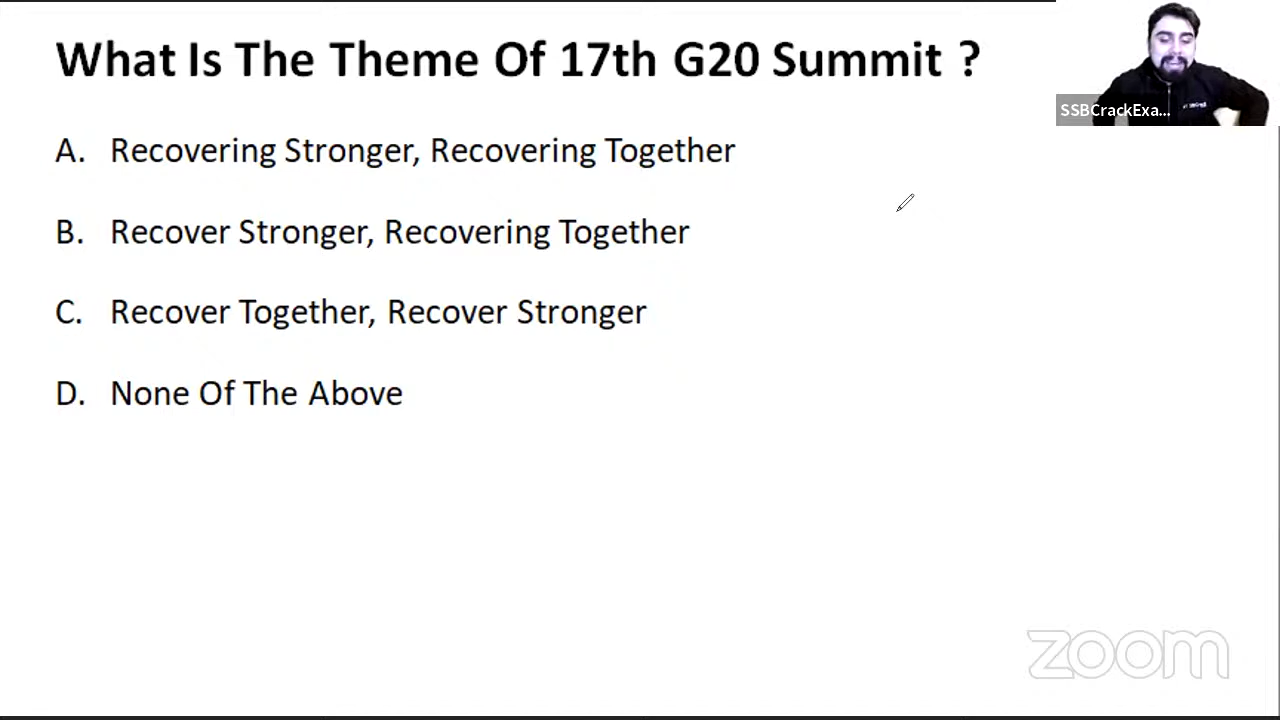 What Is The Theme Of 17th G20 Summit ?
SSBCrackExa...
A. Recovering Stronger, Recovering Together
B. Recover Stronger, Recovering Together
C. Recover Together, Recover Stronger
D. None Of The Above
zoom